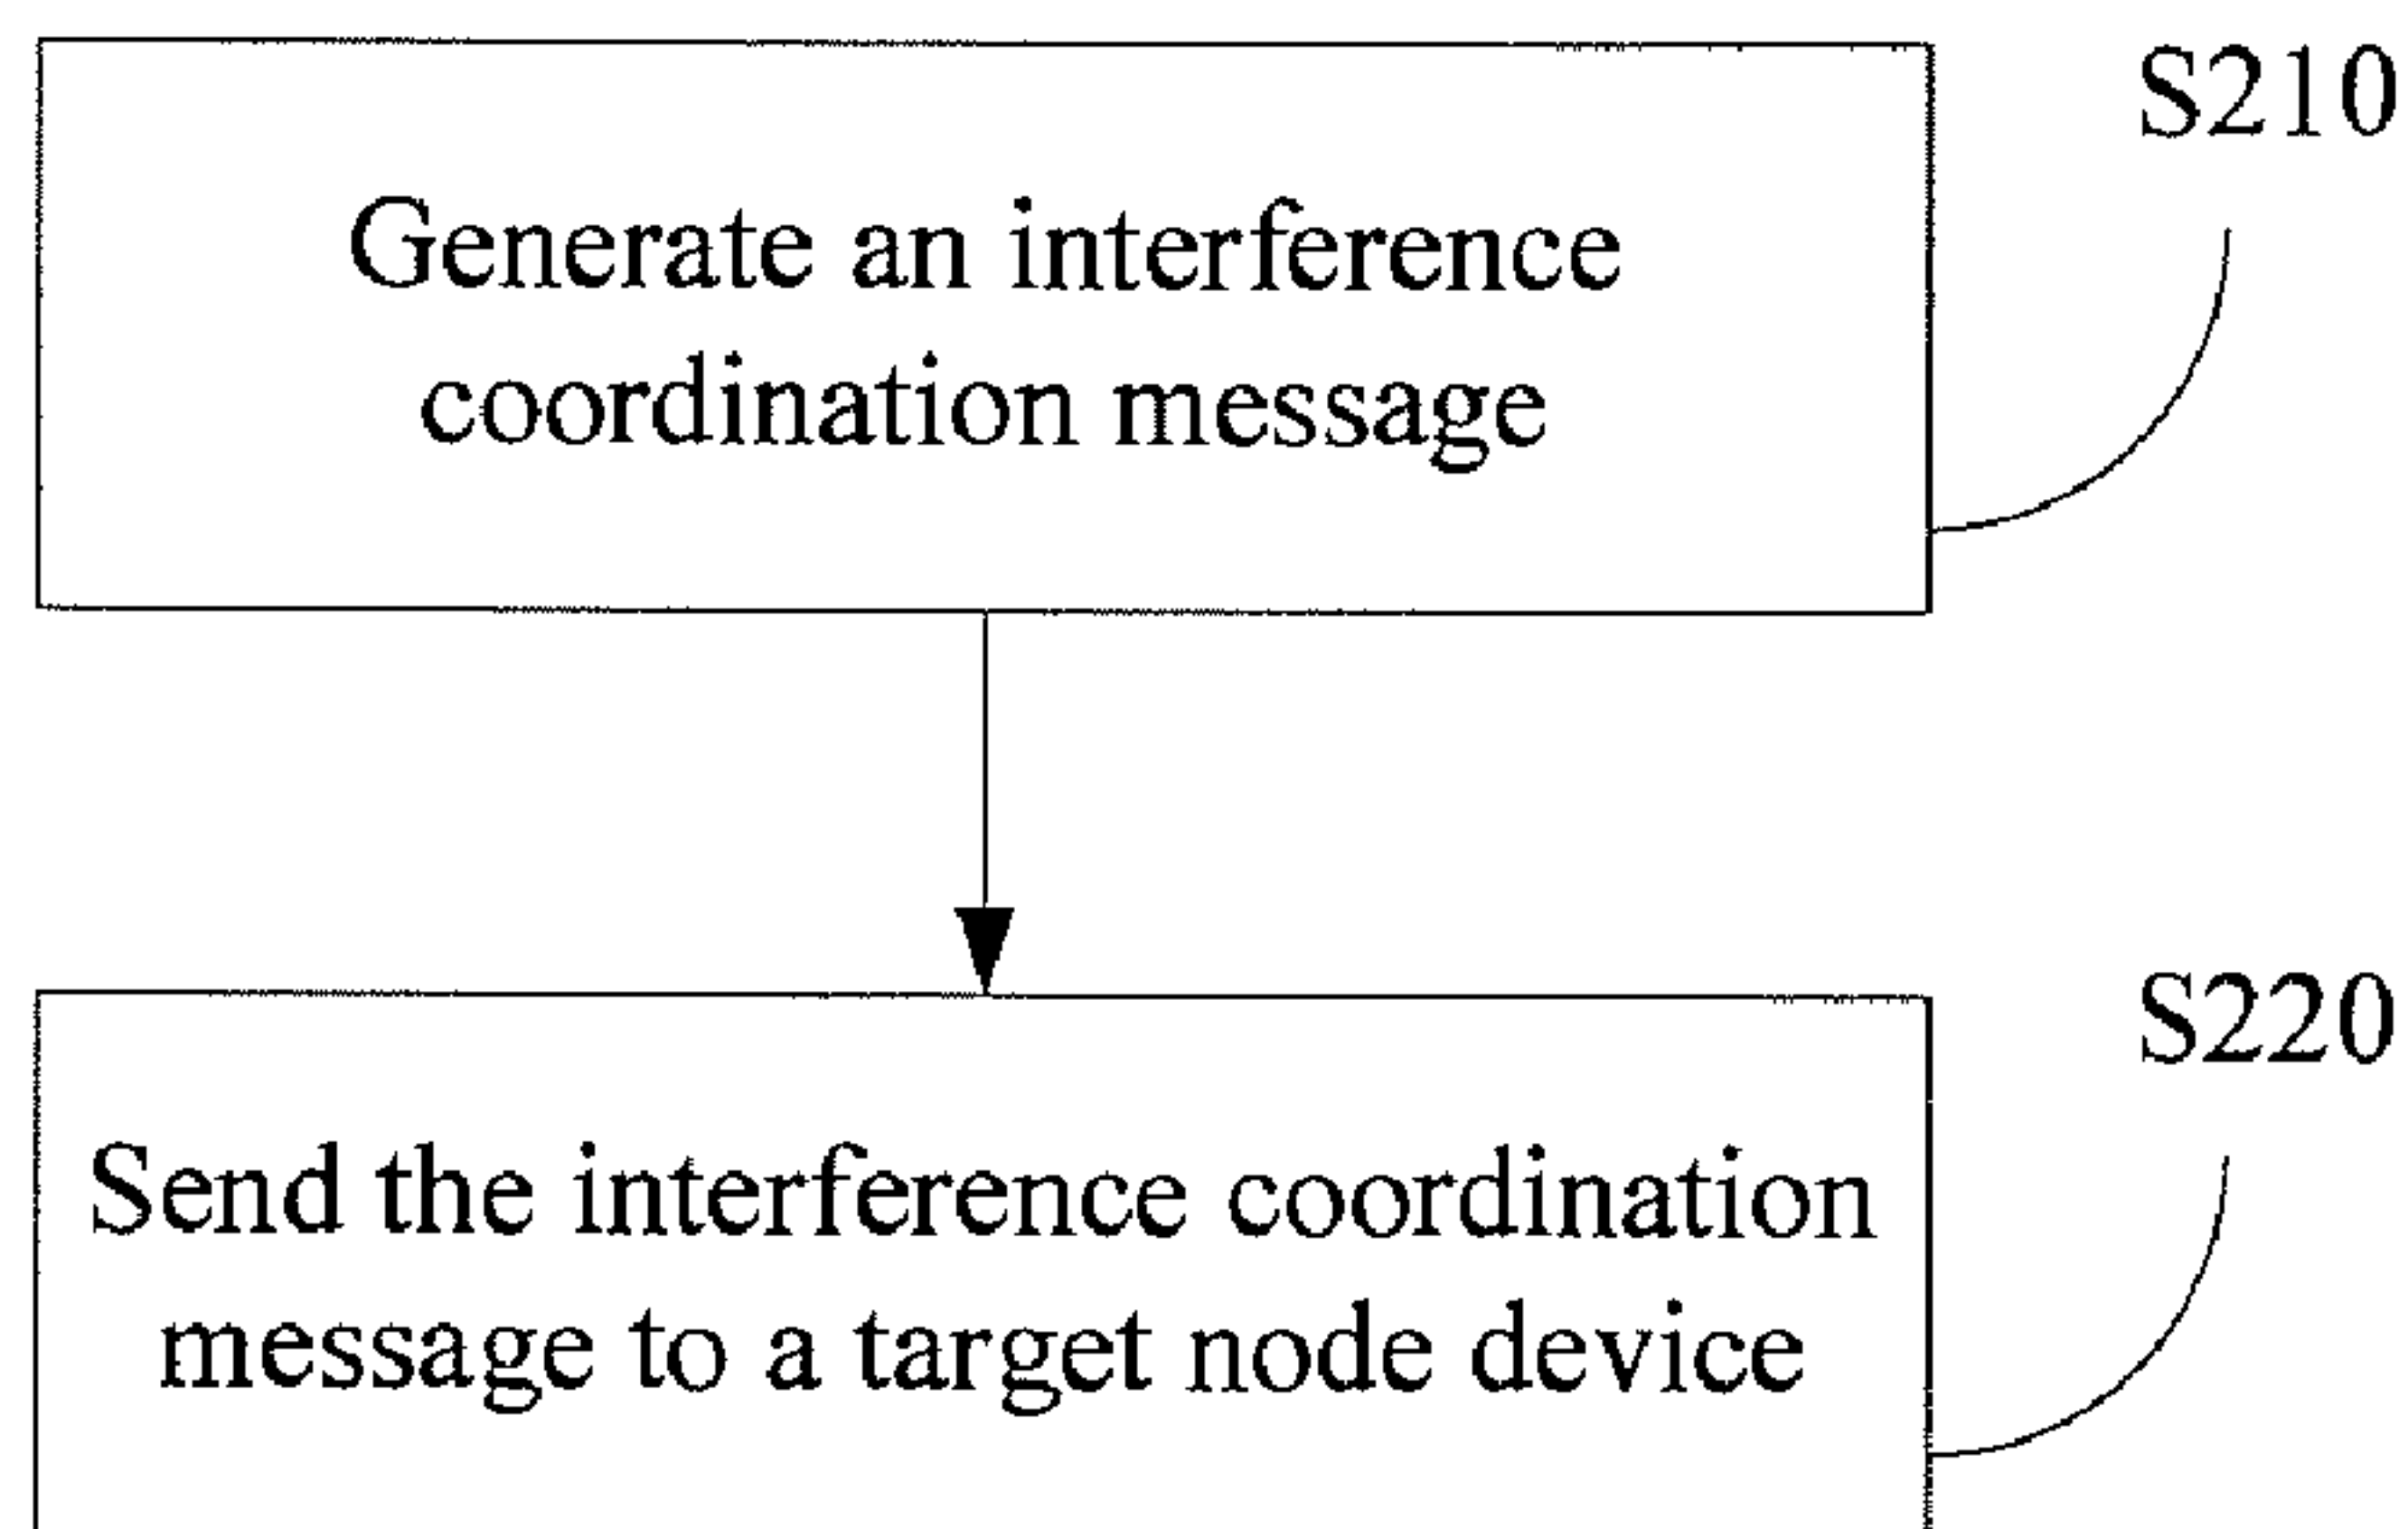 S210
Generate an interference
coordination message
S220
Send the interference coordination
message to a target node device